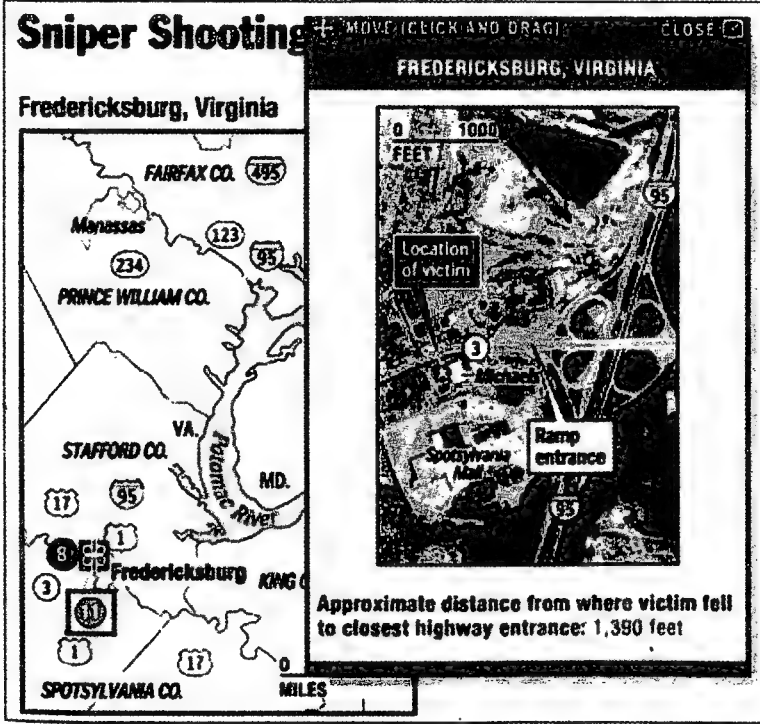 Sniper Shooting
Fredericksburg, Virginia
FAIRFAX CO.
495
Manassas
123
95
234
PRINCE WILLIAM CO.
VA.
STAFFORD CO.
Potamac River
MD.
17
95
1
8
Fredericksburg
3
11
1
17
SPOTSYLVANIA CO.
0
MILES
MOVE (CLICK AND DRAG)
CLOSE
FREDERICKSBURG, VIRGINIA
0 1000
FEET
95
Location
of victim
3
Michaels
Spotsylvania
Mall
Ramp
entrance
95
Approximate distance from where victim fell
to closest highway entrance: 1,390 feet